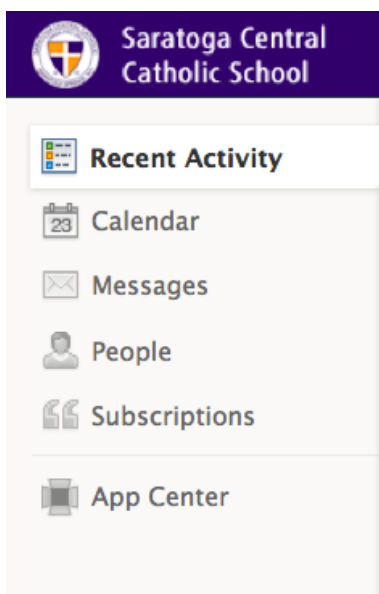 Saratoga Central
Catholic School
Recent Activity
23 Calendar
Messages
People
Subscriptions
App Center